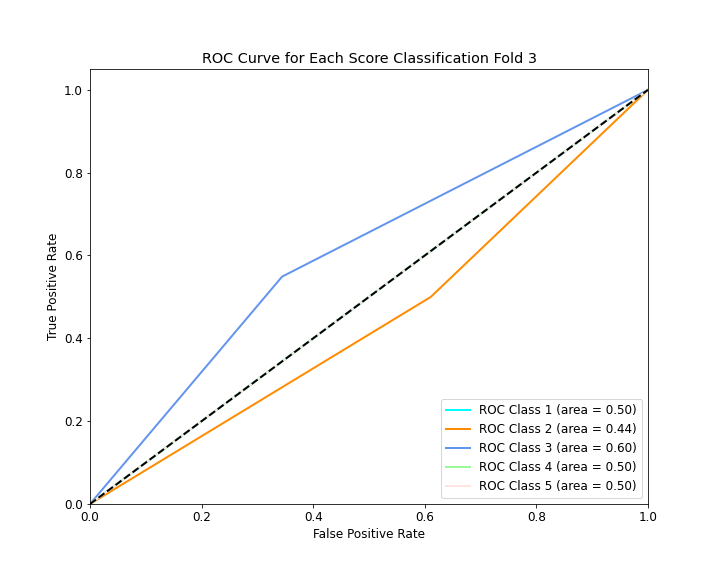 ROC Curve for Each Score Classification Fold 3
1.0
0.8
0.6
0.4
0.2
0.0
True Positive Rate
ROC Class 1 (area = 0.50)
ROC Class 2 (area = 0.44)
ROC Class 3 (area = 0.60)
ROC Class 4 (area = 0.50)
ROC Class 5 (area = 0.50)
0.0 0.2 0.4 0.6 0.8 1.0
False Positive Rate